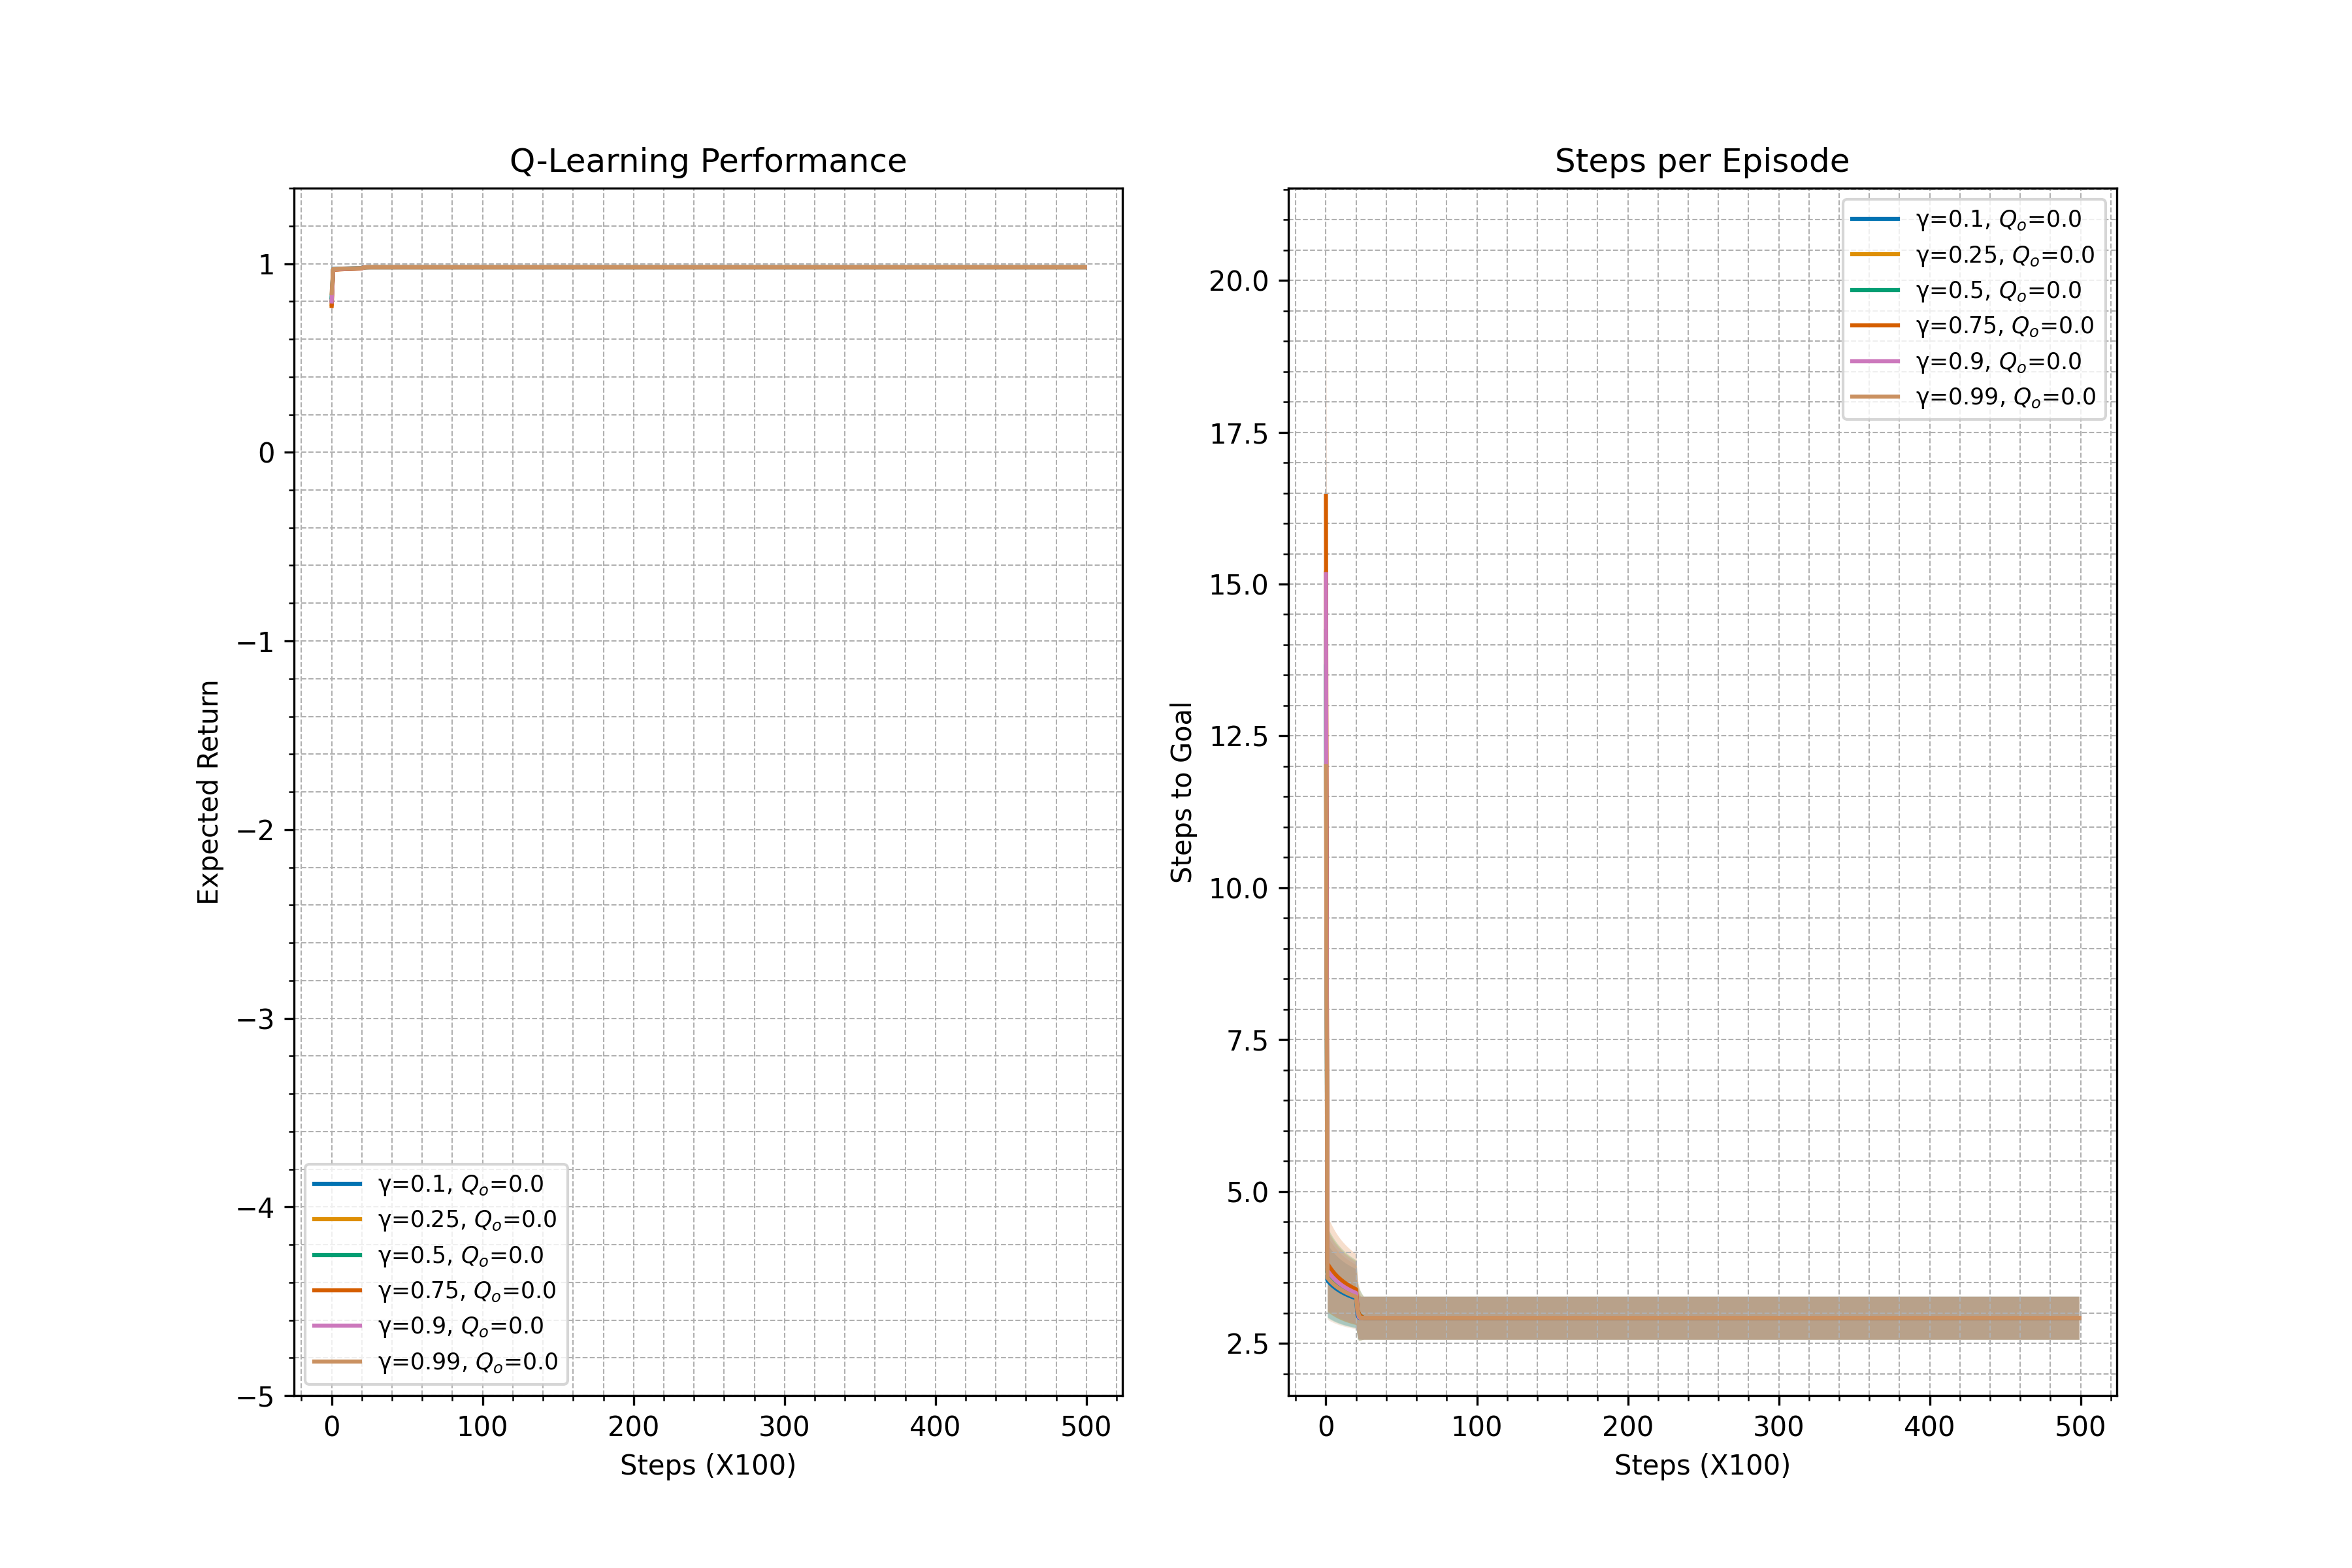 Q-Learning Performance
Expected Return
1
0
−1
−2
−3
−4
−5
γ=0.1, Qₒ=0.0
γ=0.25, Qₒ=0.0
γ=0.5, Qₒ=0.0
γ=0.75, Qₒ=0.0
γ=0.9, Qₒ=0.0
γ=0.99, Qₒ=0.0
0 100 200 300 400 500
Steps (X100)
Steps per Episode
Steps to Goal
20.0
17.5
15.0
12.5
10.0
7.5
5.0
2.5
γ=0.1, Qₒ=0.0
γ=0.25, Qₒ=0.0
γ=0.5, Qₒ=0.0
γ=0.75, Qₒ=0.0
γ=0.9, Qₒ=0.0
γ=0.99, Qₒ=0.0
0 100 200 300 400 500
Steps (X100)